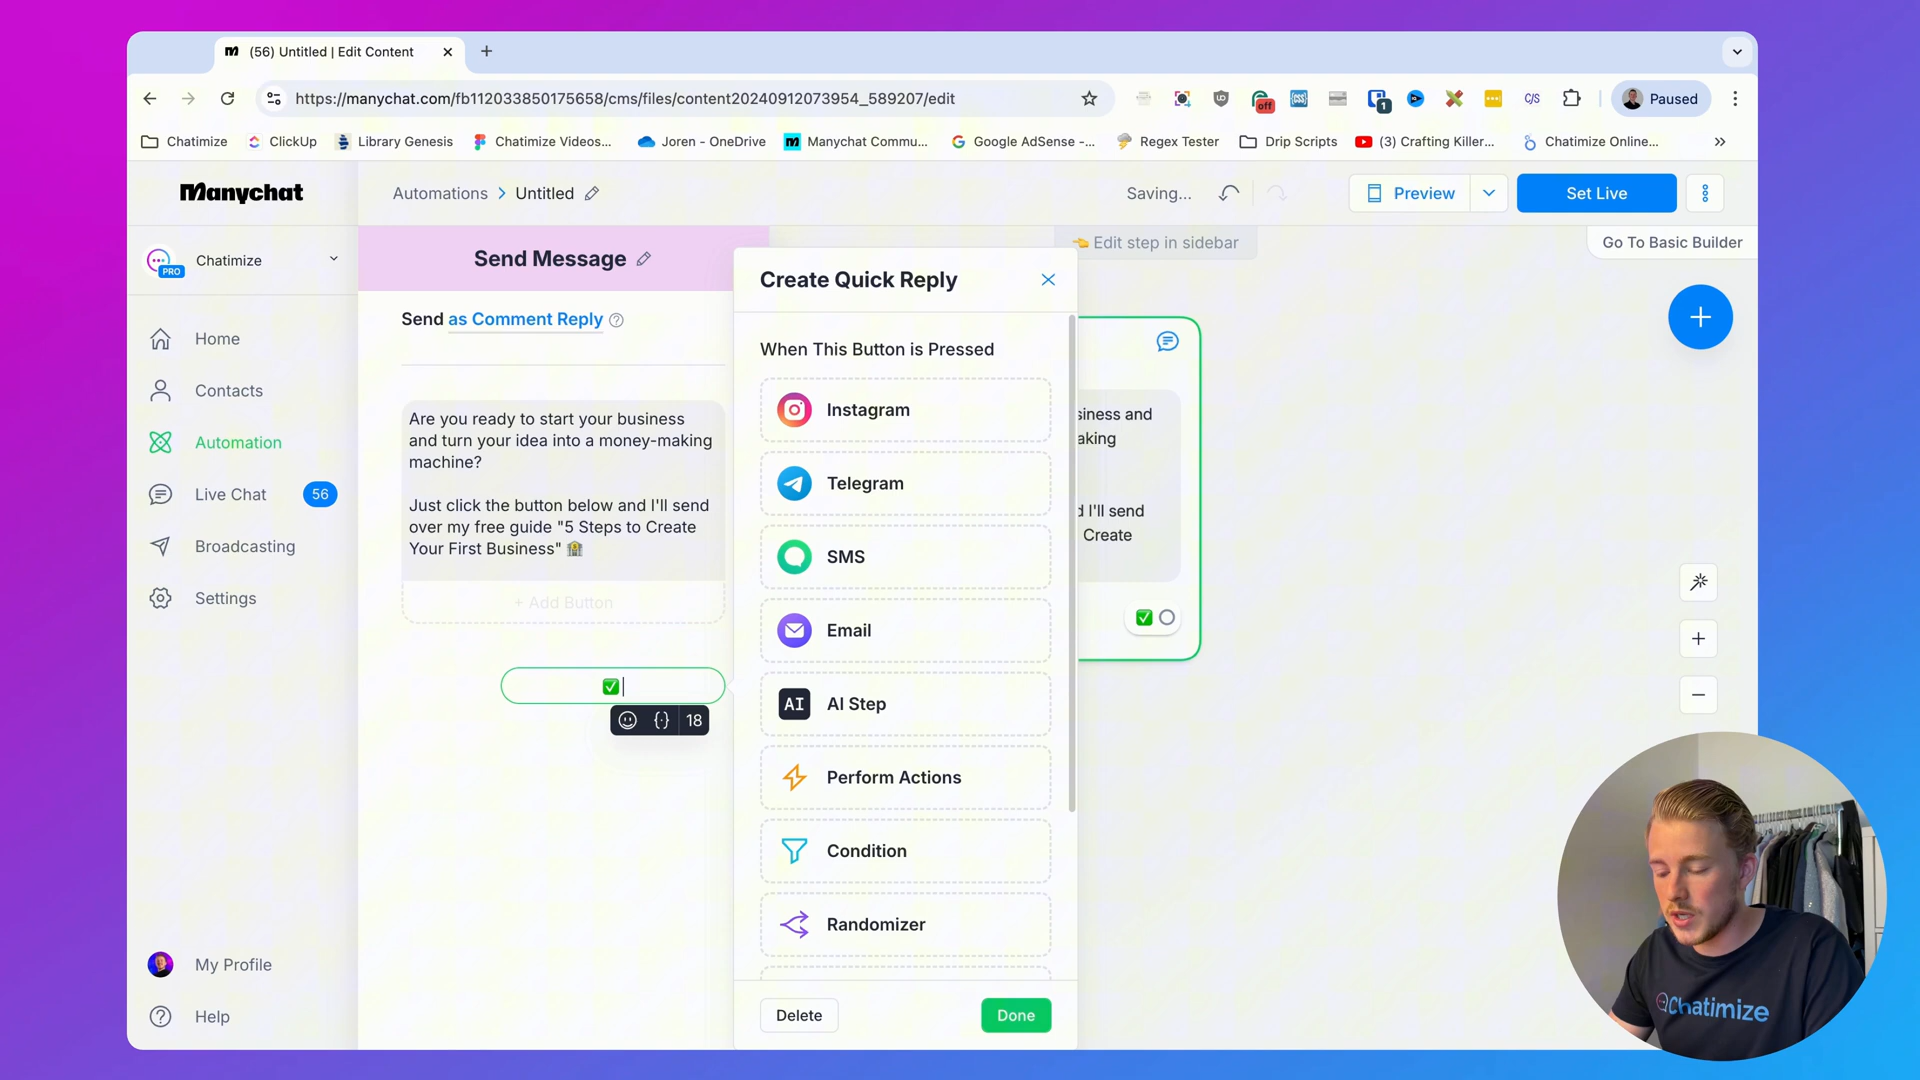 (56) Untitled | Edit Content
https://manychat.com/fb112033850175658/cms/files/content20240912073954_589207/edit
off
1
C/S
Paused
Chatimize
ClickUp
Library Genesis
Chatimize Videos...
Joren - OneDrive
Manychat Commu...
Google AdSense -...
Regex Tester
Drip Scripts
(3) Crafting Killer...
Chatimize Online...
Manychat
Automations > Untitled
Saving...
Preview
Set Live
Chatimize
PRO
Send Message
👈 Edit step in sidebar
Go To Basic Builder
Home
Contacts
Automation
Live Chat
56
Broadcasting
Settings
My Profile
Help
Send as Comment Reply
Are you ready to start your business
and turn your idea into a money-making
machine?
Just click the button below and I'll send
over my free guide "5 Steps to Create
Your First Business" 🏫
+ Add Button
✅
18
Create Quick Reply
When This Button is Pressed
Instagram
Telegram
SMS
Email
AI
AI Step
Perform Actions
Condition
Randomizer
Delete
Done
siness and
aking
d I'll send
Create
✅
Chatimize